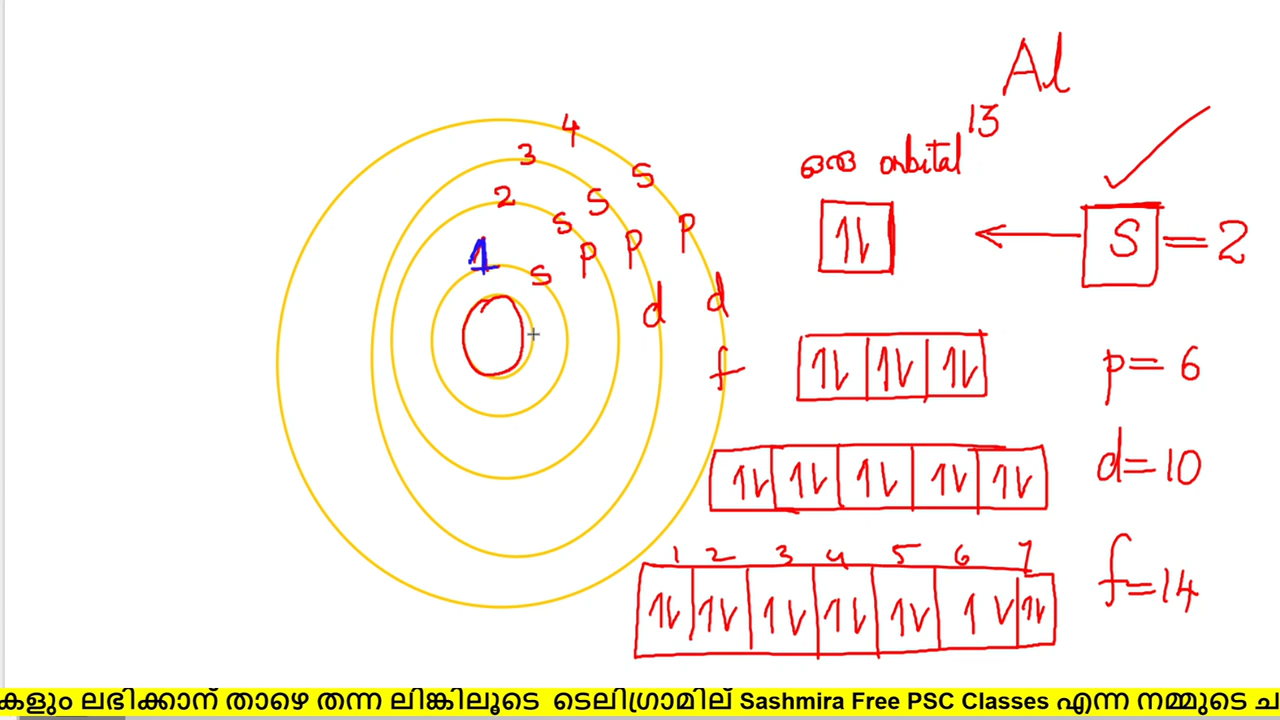 Al
13
ഒരു orbital
4
3
2
1
s
s
s
s
p
p
p
d
d
f
S = 2
p = 6
d = 10
1 2 3 4 5 6 7
f = 14
കളും ലഭിക്കാന് താഴെ തന്ന ലിങ്കിലൂടെ ടെലിഗ്രാമില് Sashmira Free PSC Classes എന്ന നമ്മുടെ ച